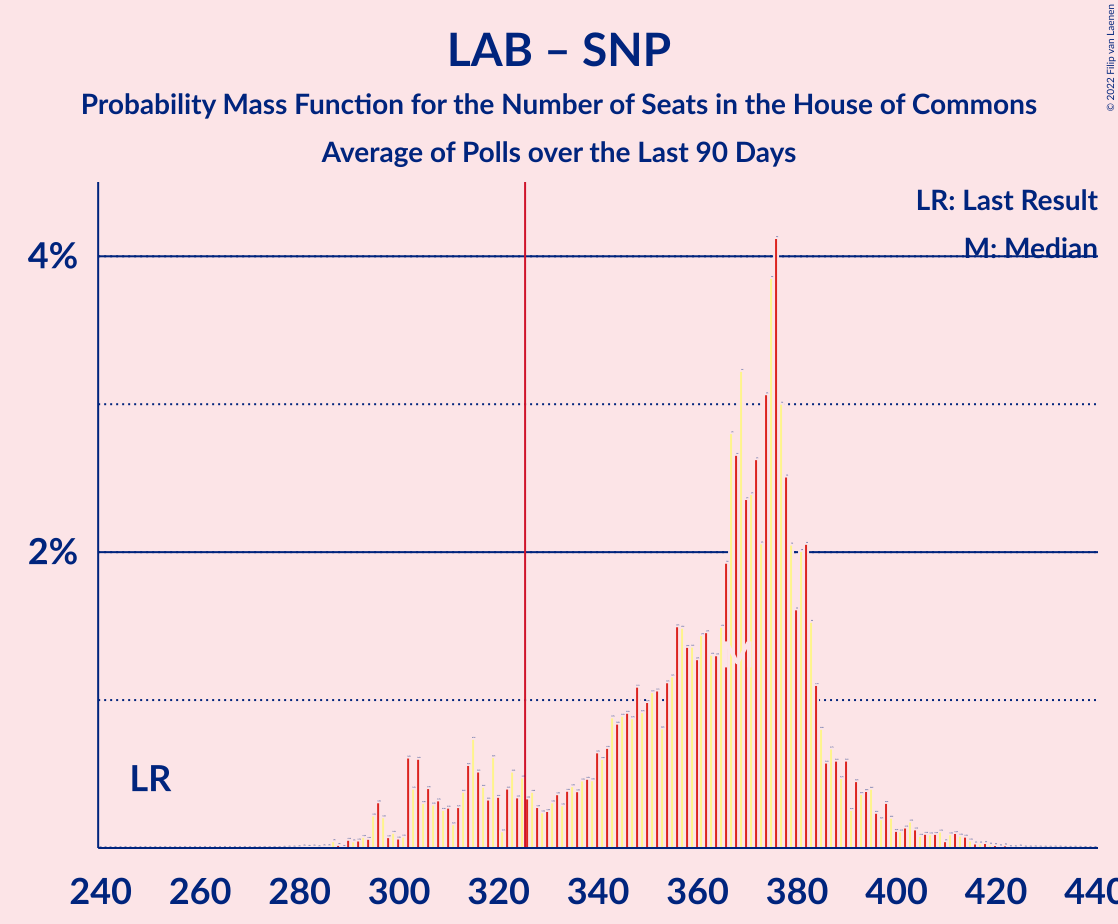 LAB – SNP
Probability Mass Function for the Number of Seats in the House of Commons
Average of Polls over the Last 90 Days
© 2022 Filip van Laenen
LR: Last Result
M: Median
4%
2%
LR
M
240 260 280 300 320 340 360 380 400 420 440